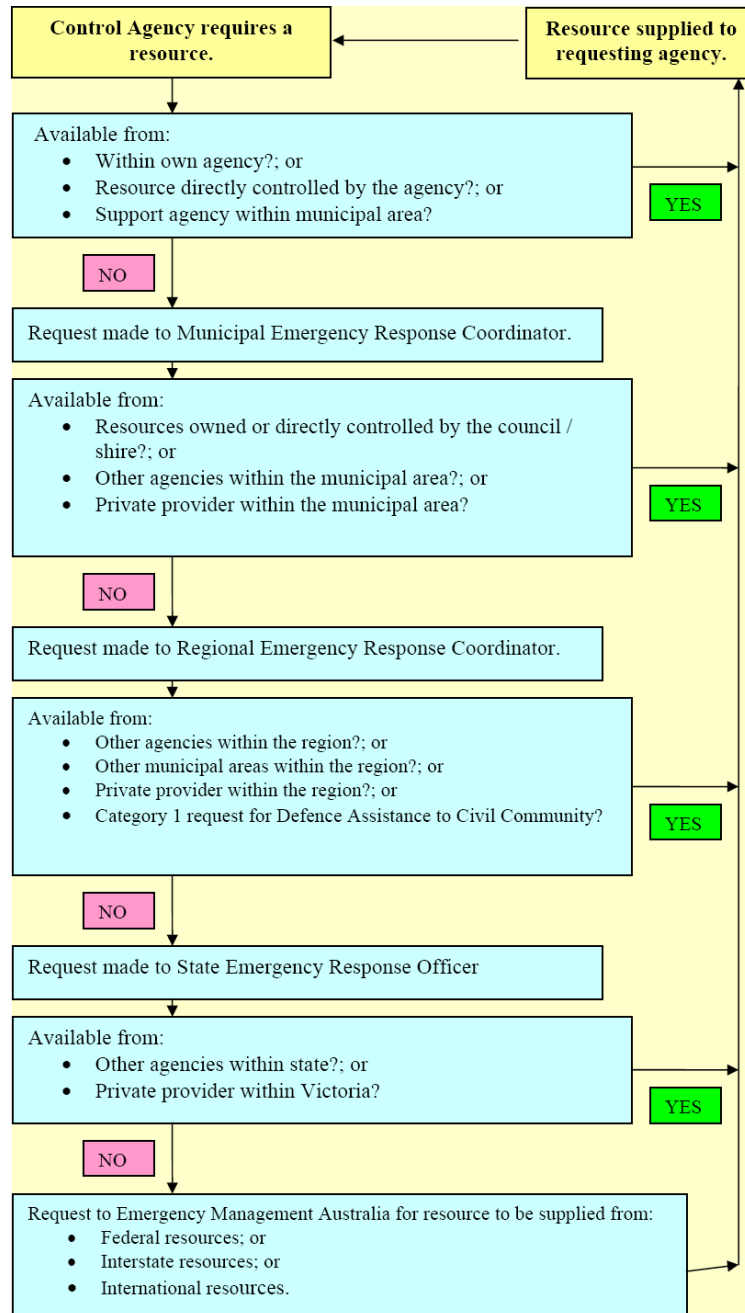 Control Agency requires a
resource.
Resource supplied to
requesting agency.
Available from:
• Within own agency?; or
• Resource directly controlled by the agency?; or
• Support agency within municipal area?
YES
NO
Request made to Municipal Emergency Response Coordinator.
Available from:
• Resources owned or directly controlled by the council /
shire?; or
• Other agencies within the municipal area?; or
• Private provider within the municipal area?
YES
NO
Request made to Regional Emergency Response Coordinator.
Available from:
• Other agencies within the region?; or
• Other municipal areas within the region?; or
• Private provider within the region?; or
• Category 1 request for Defence Assistance to Civil Community?
YES
NO
Request made to State Emergency Response Officer
Available from:
• Other agencies within state?; or
• Private provider within Victoria?
YES
NO
Request to Emergency Management Australia for resource to be supplied from:
• Federal resources; or
• Interstate resources; or
• International resources.